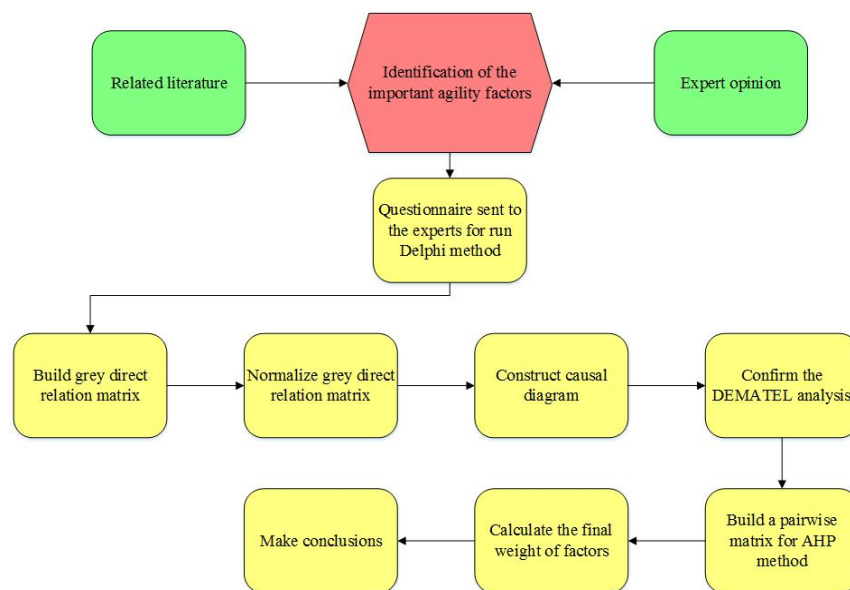 Related literature
Identification of the
important agility factors
Expert opinion
Questionnaire sent to
the experts for run
Delphi method
Build grey direct
relation matrix
Normalize grey direct
relation matrix
Construct causal
diagram
Confirm the
DEMATEL analysis
Make conclusions
Calculate the final
weight of factors
Build a pairwise
matrix for AHP
method